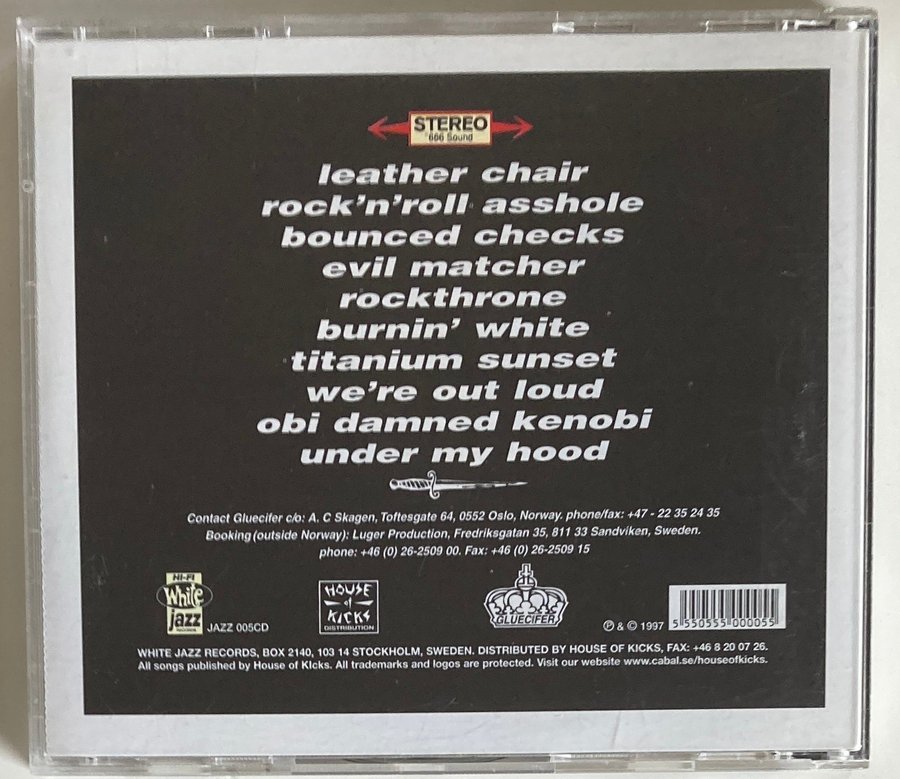 STEREO
666 Sound
leather chair
rock'n'roll asshole
bounced checks
evil matcher
rockthrone
burnin' white
titanium sunset
we're out loud
obi damned kenobi
under my hood
Contact Gluecifer c/o: A. C Skagen, Toftesgate 64, 0552 Oslo, Norway. phone/fax: +47 - 22 35 24 35
Booking (outside Norway): Luger Production, Fredriksgatan 35, 811 33 Sandviken, Sweden.
phone: +46 (0) 26-2509 00. Fax: +46 (0) 26-2509 15
HI-FI
White
jazz
RECORDS
JAZZ 005CD
HOUSE
of
KICKS
DISTRIBUTION
GLUECIFER
℗ & © 1997
5 550555 000055
WHITE JAZZ RECORDS, BOX 2140, 103 14 STOCKHOLM, SWEDEN. DISTRIBUTED BY HOUSE OF KICKS, FAX: +46 8 20 07 26.
All songs published by House of KIcks. All trademarks and logos are protected. Visit our website www.cabal.se/houseofkicks.